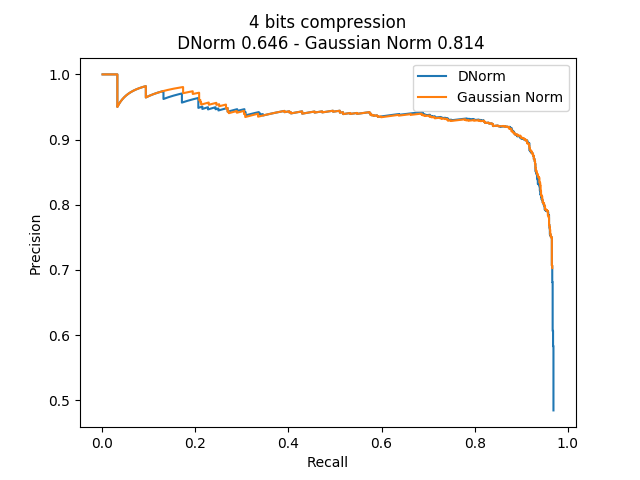 4 bits compression
DNorm 0.646 - Gaussian Norm 0.814
DNorm
Gaussian Norm
1.0
0.9
0.8
0.7
0.6
0.5
Precision
0.0 0.2 0.4 0.6 0.8 1.0
Recall